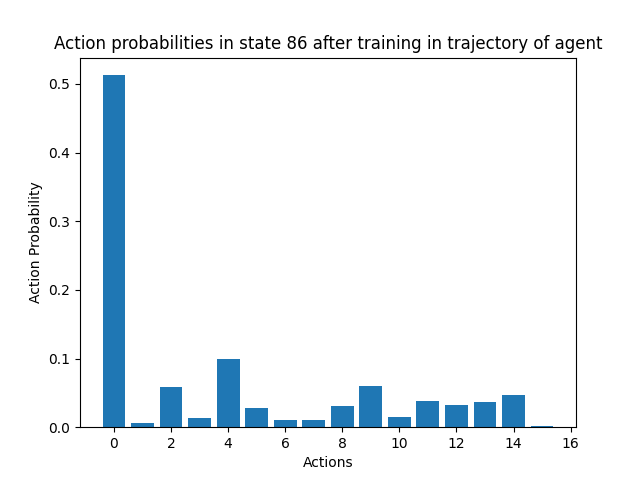 Action probabilities in state 86 after training in trajectory of agent
Action Probability
0.5
0.4
0.3
0.2
0.1
0.0
0 2 4 6 8 10 12 14 16
Actions